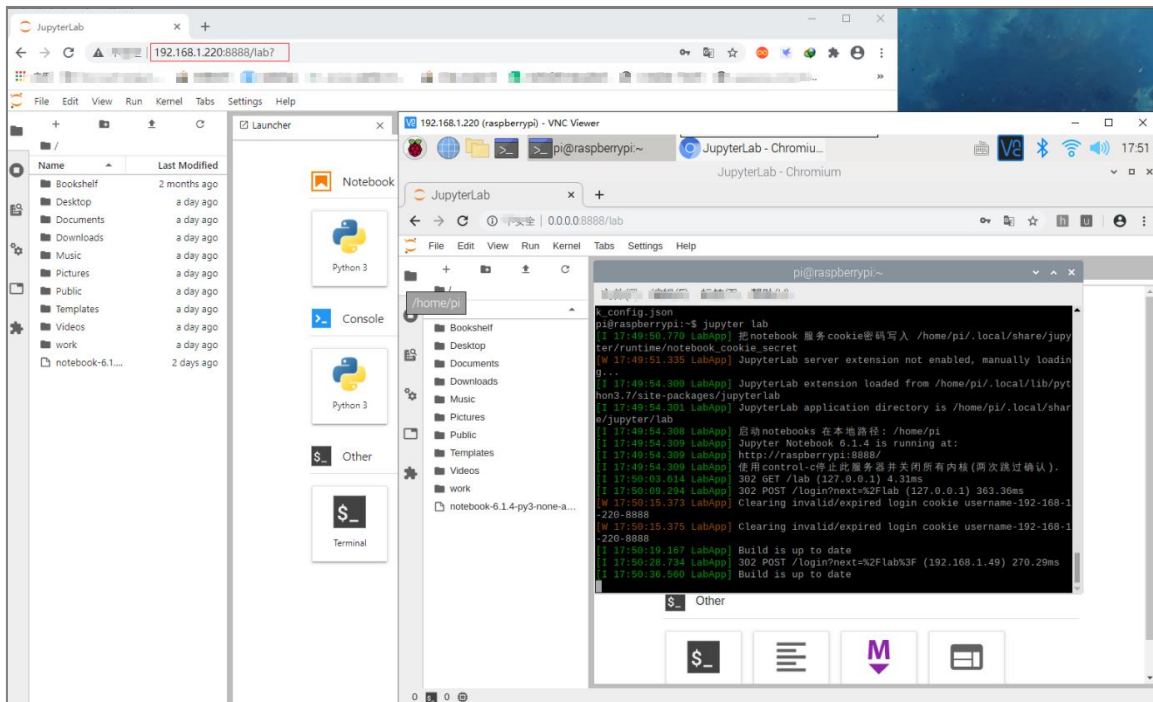 JupyterLab
192.168.1.220:8888/lab?
File Edit View Run Kernel Tabs Settings Help
/
Name Last Modified
Bookshelf 2 months ago
Desktop a day ago
Documents a day ago
Downloads a day ago
Music a day ago
Pictures a day ago
Public a day ago
Templates a day ago
Videos a day ago
work a day ago
notebook-6.1.... 2 days ago
Launcher
Notebook
Python 3
Console
Python 3
Other
$_
Terminal
192.168.1.220 (raspberrypi) - VNC Viewer
pi@raspberrypi:~
JupyterLab - Chromiu...
17:51
JupyterLab - Chromium
JupyterLab
安全 | 0.0.0.0:8888/lab
File Edit View Run Kernel Tabs Settings Help
/
/home/pi
Bookshelf
Desktop
Documents
Downloads
Music
Pictures
Public
Templates
Videos
work
notebook-6.1.4-py3-none-a...
pi@raspberrypi:~
k_config.json
pi@raspberrypi:~$ jupyter lab
[I 17:49:50.770 LabApp] 把notebook 服务cookie密码写入 /home/pi/.local/share/jupy
ter/runtime/notebook_cookie_secret
[W 17:49:51.335 LabApp] JupyterLab server extension not enabled, manually loadin
g...
[I 17:49:54.300 LabApp] JupyterLab extension loaded from /home/pi/.local/lib/pyt
hon3.7/site-packages/jupyterlab
[I 17:49:54.301 LabApp] JupyterLab application directory is /home/pi/.local/shar
e/jupyter/lab
[I 17:49:54.308 LabApp] 启动notebooks 在本地路径: /home/pi
[I 17:49:54.309 LabApp] Jupyter Notebook 6.1.4 is running at:
[I 17:49:54.309 LabApp] http://raspberrypi:8888/
[I 17:49:54.309 LabApp] 使用control-c停止此服务器并关闭所有内核(两次跳过确认).
[I 17:50:03.614 LabApp] 302 GET /lab (127.0.0.1) 4.31ms
[I 17:50:09.294 LabApp] 302 POST /login?next=%2Flab (127.0.0.1) 363.36ms
[W 17:50:15.373 LabApp] Clearing invalid/expired login cookie username-192-168-1
-220-8888
[W 17:50:15.375 LabApp] Clearing invalid/expired login cookie username-192-168-1
-220-8888
[I 17:50:19.167 LabApp] Build is up to date
[I 17:50:28.734 LabApp] 302 POST /login?next=%2Flab%3F (192.168.1.49) 270.29ms
[I 17:50:36.560 LabApp] Build is up to date
$_ Other
$_
M
0 $_ 0